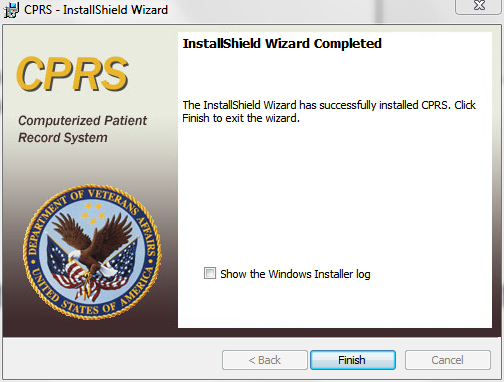 CPRS - InstallShield Wizard
InstallShield Wizard Completed
CPRS
Computerized Patient
Record System
The InstallShield Wizard has successfully installed CPRS. Click
Finish to exit the wizard.
DEPARTMENT OF VETERANS AFFAIRS
UNITED STATES OF AMERICA
Show the Windows Installer log
< Back
Finish
Cancel